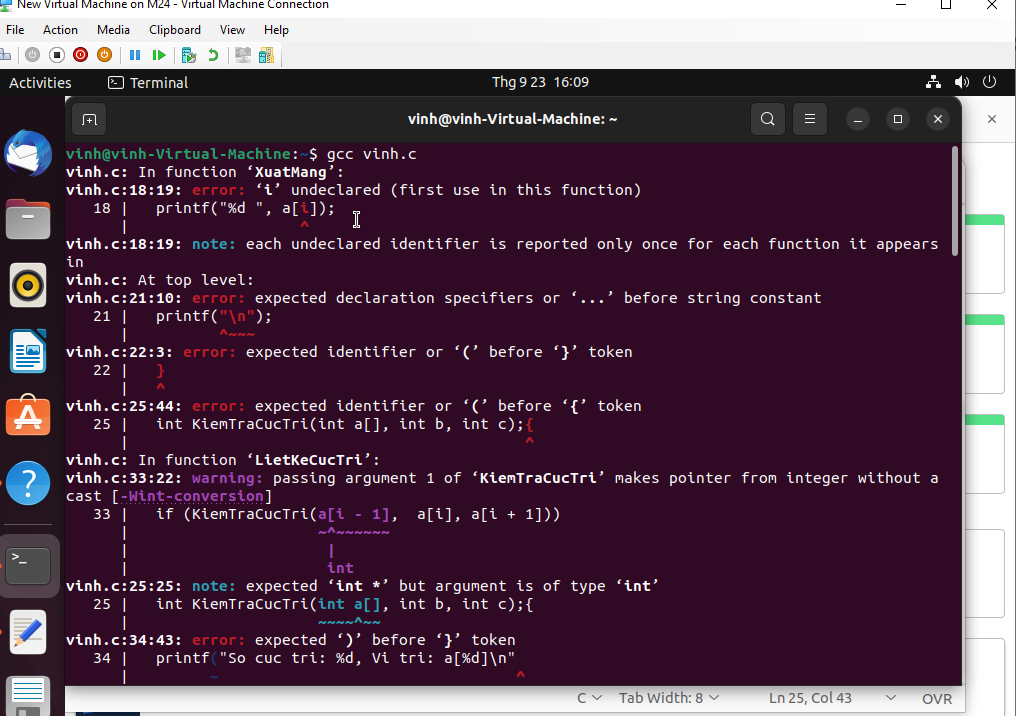 New Virtual Machine on M24 - Virtual Machine Connection
File Action Media Clipboard View Help
Activities Terminal Thg 9 23 16:09
vinh@vinh-Virtual-Machine: ~
vinh@vinh-Virtual-Machine:~$ gcc vinh.c
vinh.c: In function ‘XuatMang’:
vinh.c:18:19: error: ‘i’ undeclared (first use in this function)
18 | printf("%d ", a[i]);
| ^
vinh.c:18:19: note: each undeclared identifier is reported only once for each function it appears
in
vinh.c: At top level:
vinh.c:21:10: error: expected declaration specifiers or ‘...’ before string constant
21 | printf("\n");
| ^~~~
vinh.c:22:3: error: expected identifier or ‘(’ before ‘}’ token
22 | }
| ^
vinh.c:25:44: error: expected identifier or ‘(’ before ‘{’ token
25 | int KiemTraCucTri(int a[], int b, int c);{
| ^
vinh.c: In function ‘LietKeCucTri’:
vinh.c:33:22: warning: passing argument 1 of ‘KiemTraCucTri’ makes pointer from integer without a
cast [-Wint-conversion]
33 | if (KiemTraCucTri(a[i - 1], a[i], a[i + 1]))
| ~^~~~~~~
| |
| int
vinh.c:25:25: note: expected ‘int *’ but argument is of type ‘int’
25 | int KiemTraCucTri(int a[], int b, int c);{
| ~~~~^~~
vinh.c:34:43: error: expected ‘)’ before ‘}’ token
34 | printf("So cuc tri: %d, Vi tri: a[%d]\n"
| ~ ^
C Tab Width: 8 Ln 25, Col 43 OVR